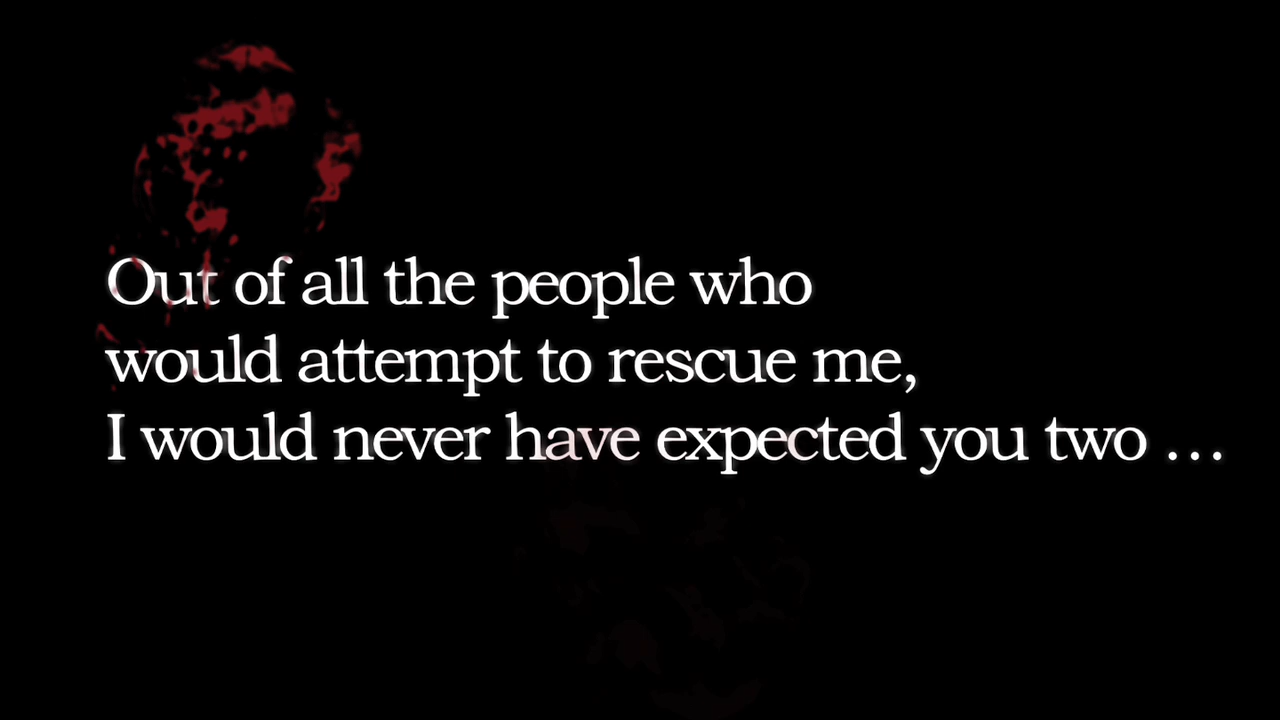 Out of all the people who
would attempt to rescue me,
I would never have expected you two ...